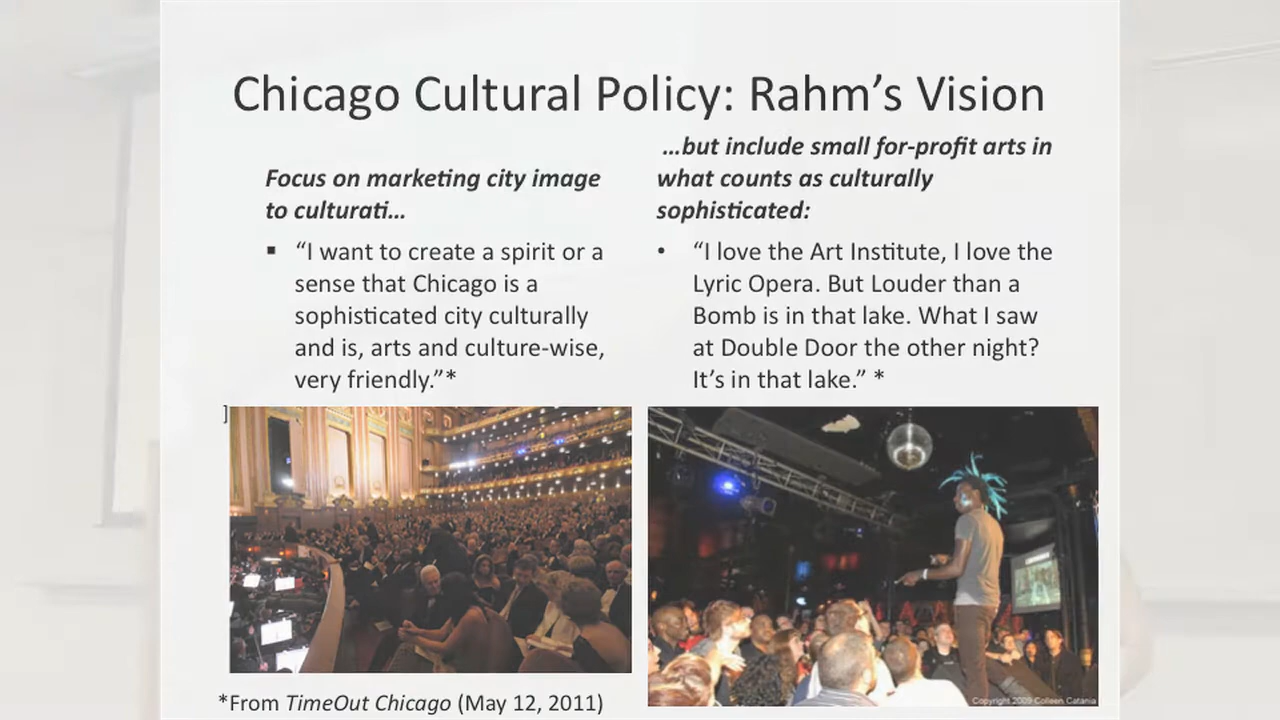 Chicago Cultural Policy: Rahm’s Vision
Focus on marketing city image
to culturati…
▪ “I want to create a spirit or a
sense that Chicago is a
sophisticated city culturally
and is, arts and culture-wise,
very friendly.”*
…but include small for-profit arts in
what counts as culturally
sophisticated:
• “I love the Art Institute, I love the
Lyric Opera. But Louder than a
Bomb is in that lake. What I saw
at Double Door the other night?
It’s in that lake.” *
]
Copyright 2009 Colleen Catania
*From TimeOut Chicago (May 12, 2011)